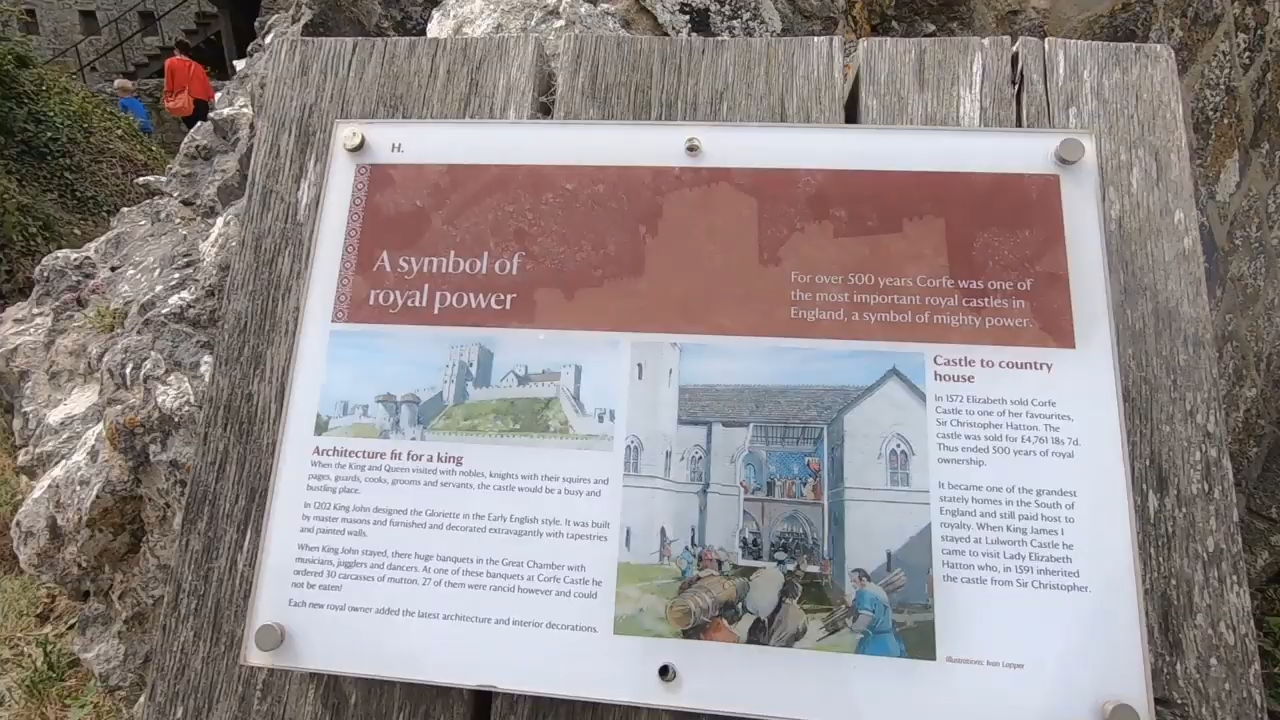 H.
A symbol of
royal power
For over 500 years Corfe was one of
the most important royal castles in
England, a symbol of mighty power.
Architecture fit for a king
When the King and Queen visited with nobles, knights with their squires and
pages, guards, cooks, grooms and servants, the castle would be a busy and
bustling place.
In 1202 King John designed the Gloriette in the Early English style. It was built
by master masons and furnished and decorated extravagantly with tapestries
and painted walls.
When King John stayed, there huge banquets in the Great Chamber with
musicians, jugglers and dancers. At one of these banquets at Corfe Castle he
ordered 30 carcasses of mutton, 27 of them were rancid however and could
not be eaten!
Each new royal owner added the latest architecture and interior decorations.
Castle to country
house
In 1572 Elizabeth sold Corfe
Castle to one of her favourites,
Sir Christopher Hatton. The
castle was sold for £4,761 18s 7d.
Thus ended 500 years of royal
ownership.
It became one of the grandest
stately homes in the South of
England and still paid host to
royalty. When King James I
stayed at Lulworth Castle he
came to visit Lady Elizabeth
Hatton who, in 1591 inherited
the castle from Sir Christopher.
Illustrations: Ivan Lapper